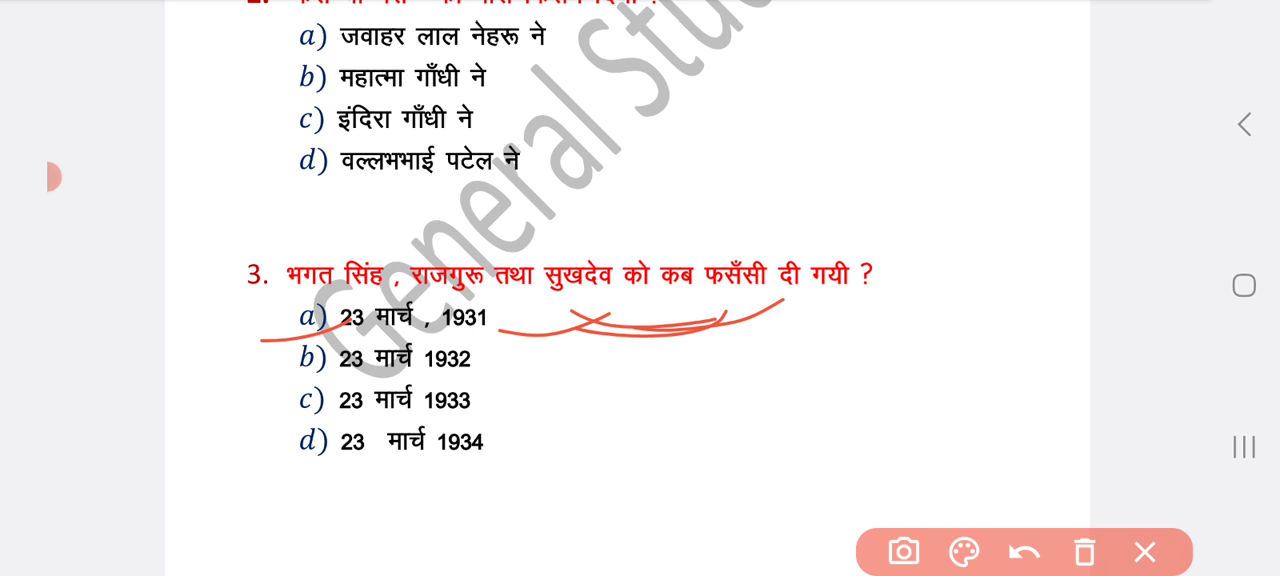 a) जवाहर लाल नेहरू ने
b) महात्मा गाँधी ने
c) इंदिरा गाँधी ने
d) वल्लभभाई पटेल ने
General Stu
3. भगत सिंह , राजगुरू तथा सुखदेव को कब फसँसी दी गयी ?
a) 23 मार्च , 1931
b) 23 मार्च 1932
c) 23 मार्च 1933
d) 23 मार्च 1934